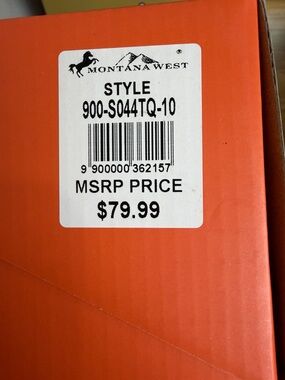 MONTANA WEST
STYLE
900-S044TQ-10
9 900000 362157
MSRP PRICE
$79.99